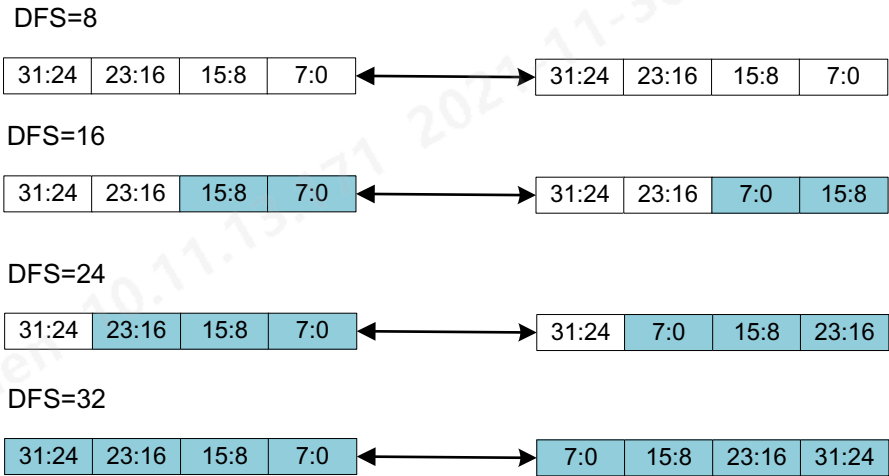 DFS=8
31:24 23:16 15:8 7:0 31:24 23:16 15:8 7:0
DFS=16
31:24 23:16 15:8 7:0 31:24 23:16 7:0 15:8
DFS=24
31:24 23:16 15:8 7:0 31:24 7:0 15:8 23:16
DFS=32
31:24 23:16 15:8 7:0 7:0 15:8 23:16 31:24